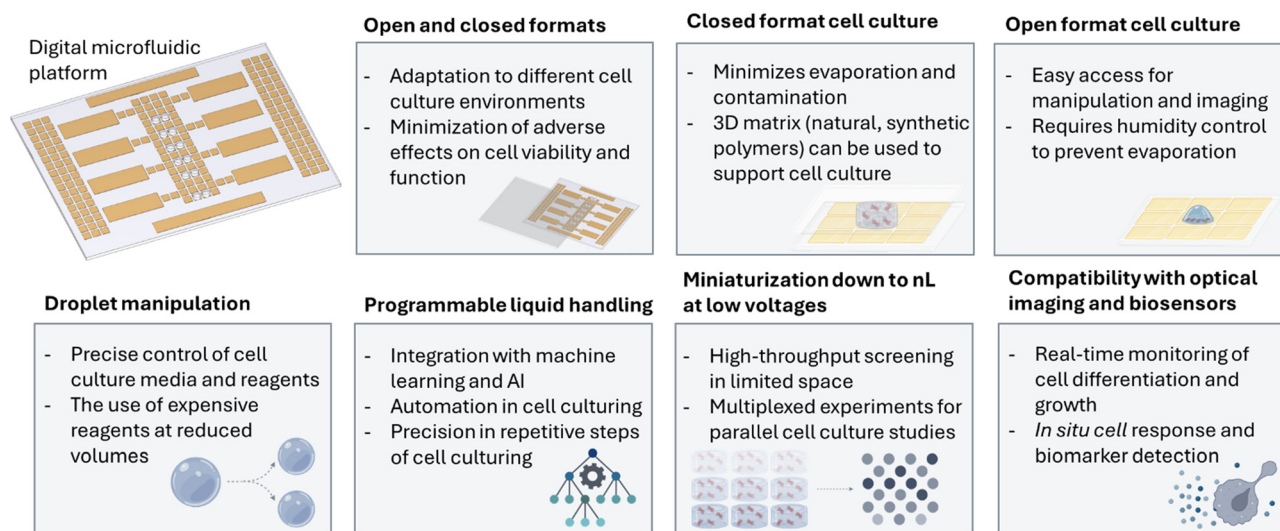 Digital microfluidic
platform
Open and closed formats
- Adaptation to different cell
culture environments
- Minimization of adverse
effects on cell viability and
function
Closed format cell culture
- Minimizes evaporation and
contamination
- 3D matrix (natural, synthetic
polymers) can be used to
support cell culture
Open format cell culture
- Easy access for
manipulation and imaging
- Requires humidity control
to prevent evaporation
Droplet manipulation
- Precise control of cell
culture media and reagents
- The use of expensive
reagents at reduced
volumes
Programmable liquid handling
- Integration with machine
learning and AI
- Automation in cell culturing
- Precision in repetitive steps
of cell culturing
Miniaturization down to nL
at low voltages
- High-throughput screening
in limited space
- Multiplexed experiments for
parallel cell culture studies
Compatibility with optical
imaging and biosensors
- Real-time monitoring of
cell differentiation and
growth
- In situ cell response and
biomarker detection